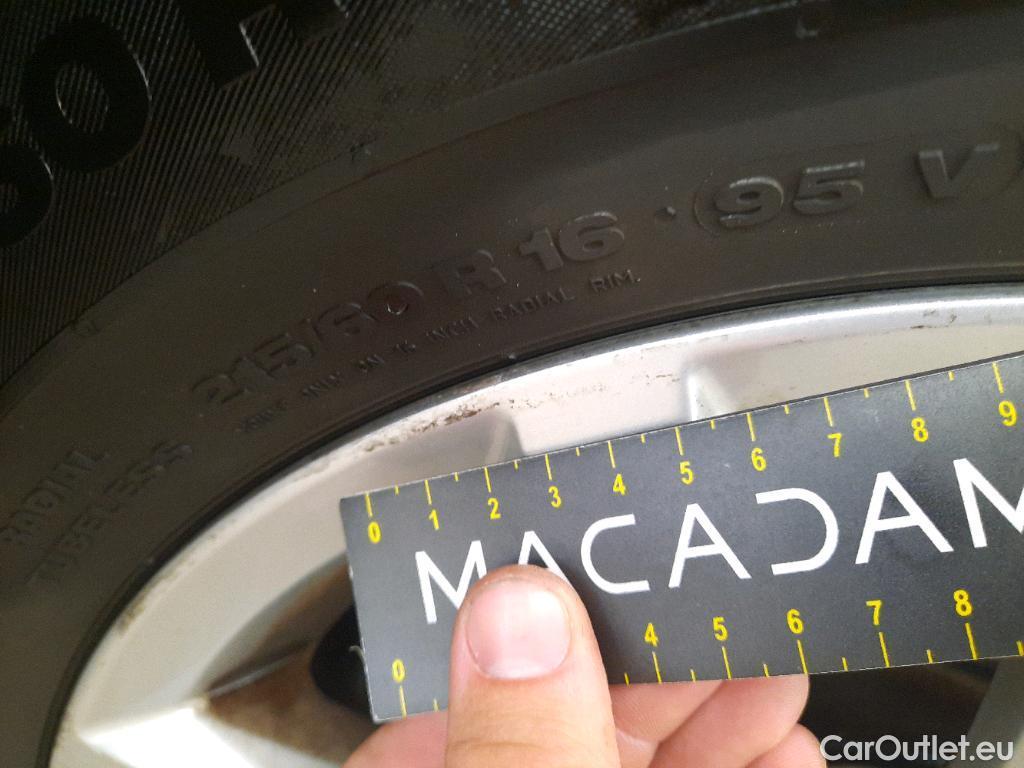 215/60 R 16 · 95 V
MOUNT ONLY ON 16 INCH RADIAL RIM.
RADIAL
TUBELESS
0 1 2 3 4 5 6 7 8 9
MACADAM
0 4 5 6 7 8
CarOutlet.eu